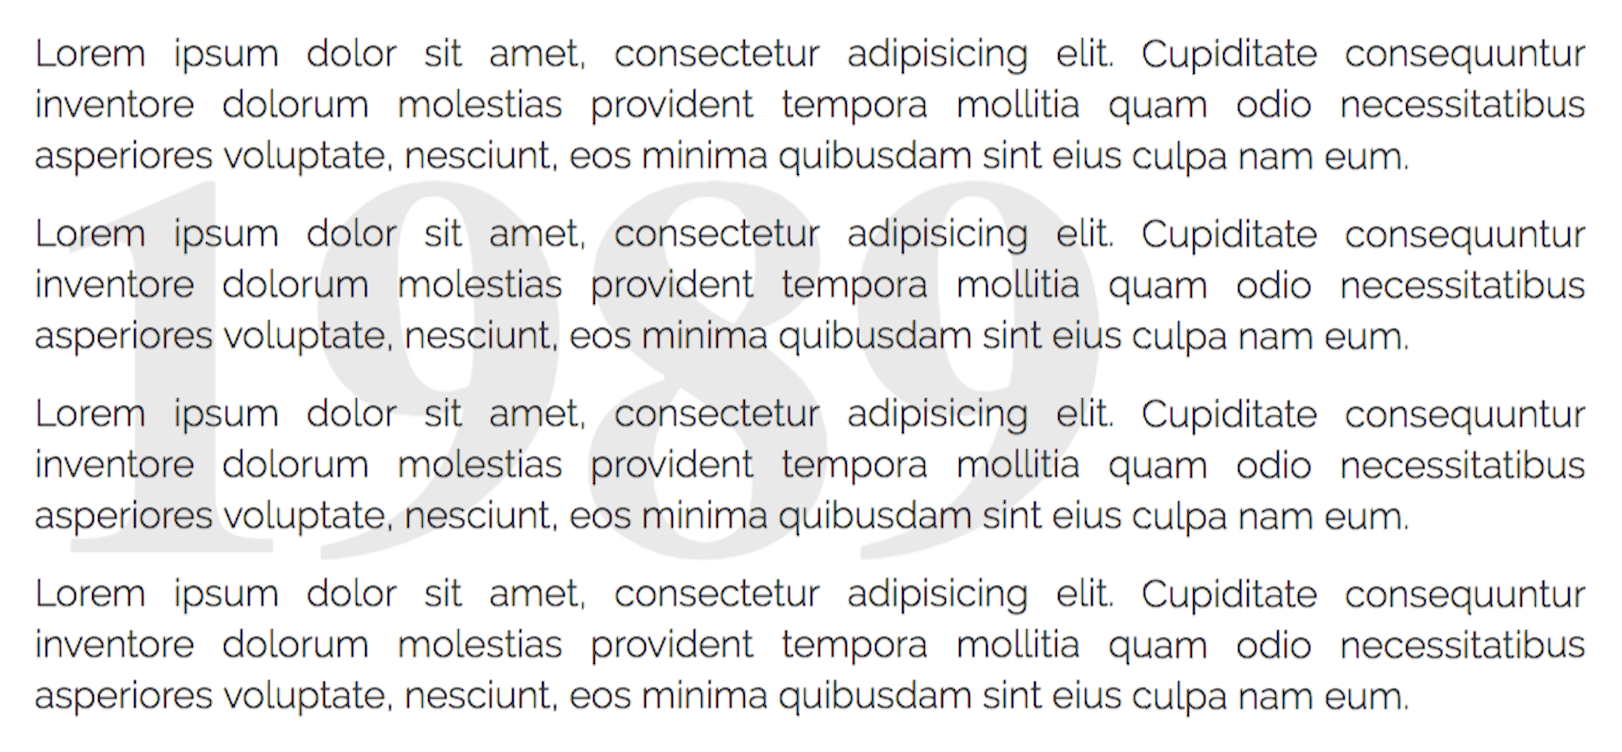 Lorem ipsum dolor sit amet, consectetur adipisicing elit. Cupiditate consequuntur
inventore dolorum molestias provident tempora mollitia quam odio necessitatibus
asperiores voluptate, nesciunt, eos minima quibusdam sint eius culpa nam eum.
1989
Lorem ipsum dolor sit amet, consectetur adipisicing elit. Cupiditate consequuntur
inventore dolorum molestias provident tempora mollitia quam odio necessitatibus
asperiores voluptate, nesciunt, eos minima quibusdam sint eius culpa nam eum.
Lorem ipsum dolor sit amet, consectetur adipisicing elit. Cupiditate consequuntur
inventore dolorum molestias provident tempora mollitia quam odio necessitatibus
asperiores voluptate, nesciunt, eos minima quibusdam sint eius culpa nam eum.
Lorem ipsum dolor sit amet, consectetur adipisicing elit. Cupiditate consequuntur
inventore dolorum molestias provident tempora mollitia quam odio necessitatibus
asperiores voluptate, nesciunt, eos minima quibusdam sint eius culpa nam eum.